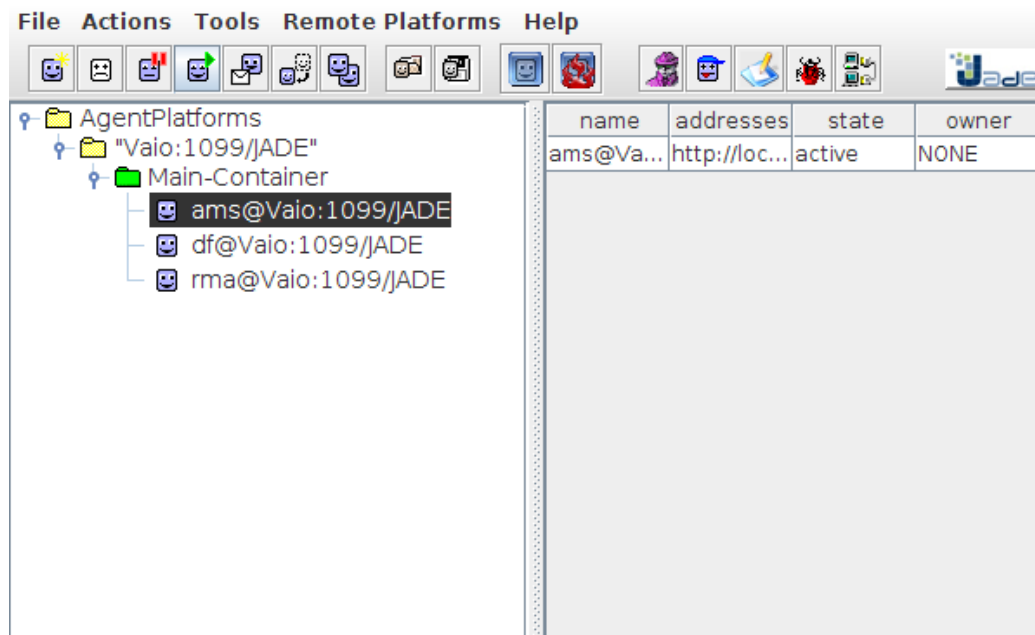 File Actions Tools Remote Platforms Help
Jade
AgentPlatforms
"Vaio:1099/JADE"
Main-Container
ams@Vaio:1099/JADE
df@Vaio:1099/JADE
rma@Vaio:1099/JADE
name addresses state owner
ams@Va... http://loc... active NONE